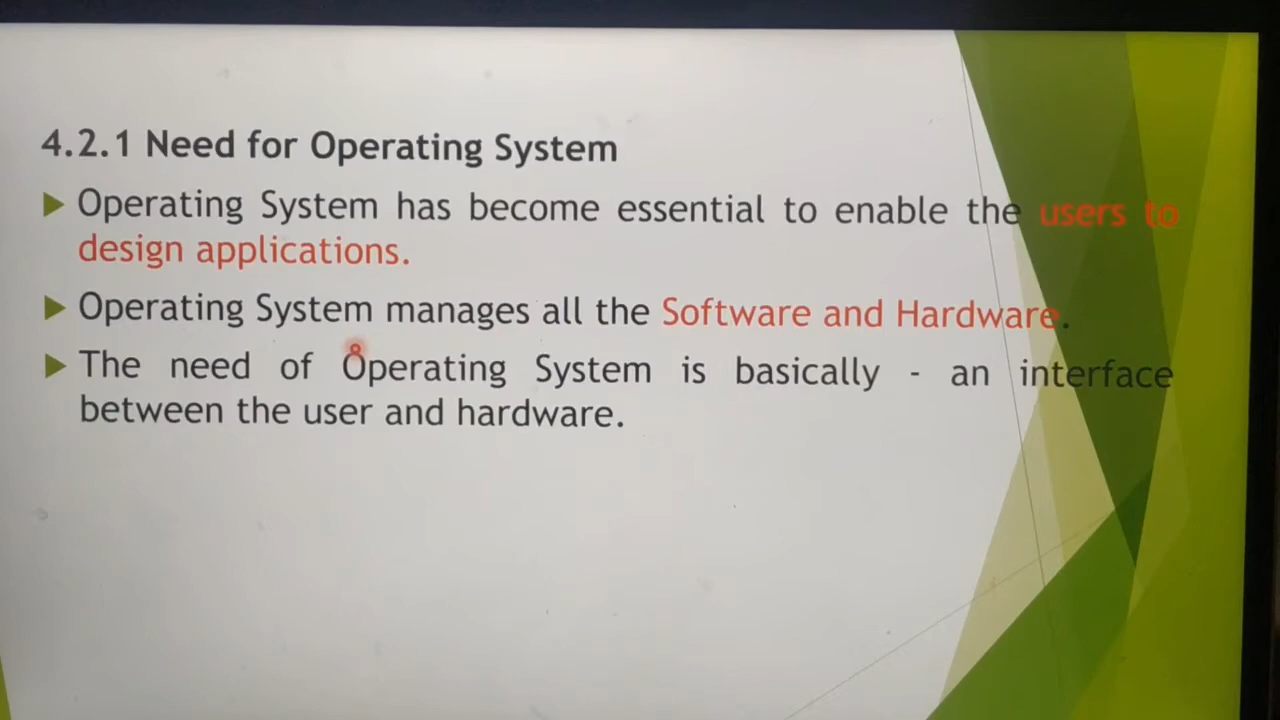 4.2.1 Need for Operating System
Operating System has become essential to enable the users to
design applications.
Operating System manages all the Software and Hardware.
The need of Operating System is basically - an interface
between the user and hardware.